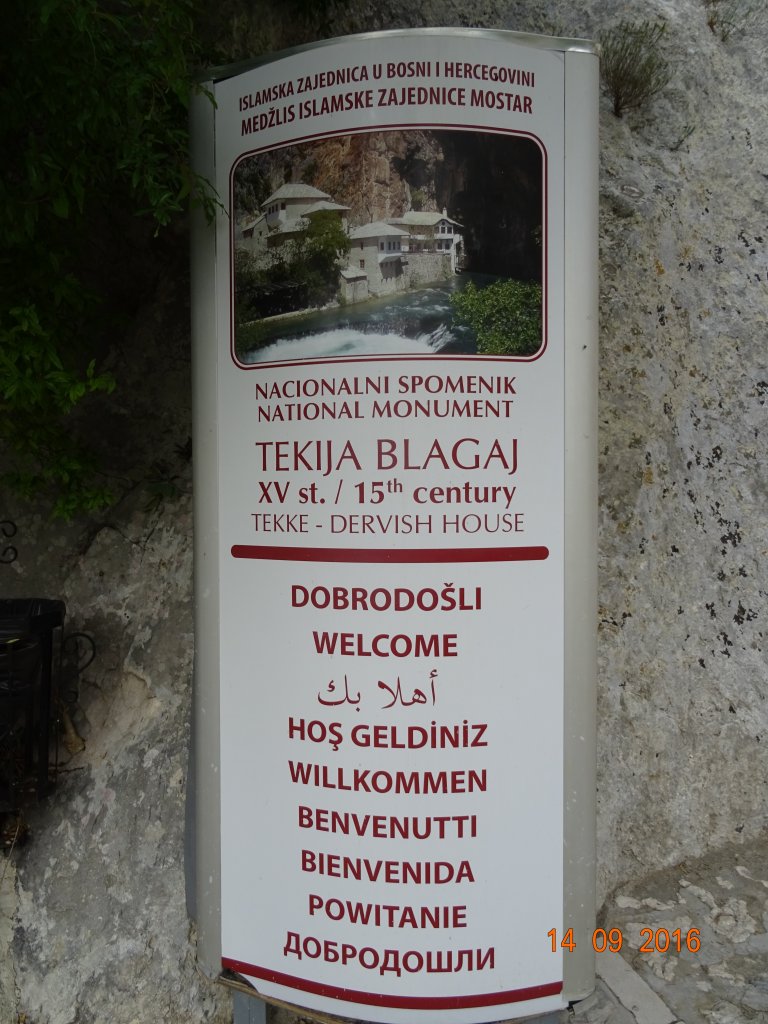 ISLAMSKA ZAJEDNICA U BOSNI I HERCEGOVINI
MEDŽLIS ISLAMSKE ZAJEDNICE MOSTAR
NACIONALNI SPOMENIK
NATIONAL MONUMENT
TEKIJA BLAGAJ
XV st. / 15th century
TEKKE - DERVISH HOUSE
DOBRODOŠLI
WELCOME
أهلا بك
HOŞ GELDİNİZ
WILLKOMMEN
BENVENUTTI
BIENVENIDA
POWITANIE
ДОБРОДОШЛИ
14 09 2016